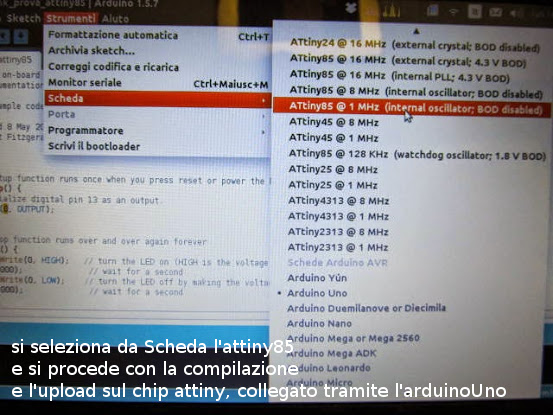 x_prova_attiny85 | Arduino 1.5.7
Sketch Strumenti Aiuto
Formattazione automatica Ctrl+T
Archivia sketch...
Correggi codifica e ricarica
Monitor seriale Ctrl+Maiusc+M
Scheda
Porta
Programmatore
Scrivi il bootloader
ATtiny24 @ 16 MHz (external crystal; BOD disabled)
ATtiny85 @ 16 MHz (external crystal; 4.3 V BOD)
ATtiny85 @ 16 MHz (internal PLL; 4.3 V BOD)
ATtiny85 @ 8 MHz (internal oscillator; BOD disabled)
ATtiny85 @ 1 MHz (internal oscillator; BOD disabled)
ATtiny45 @ 8 MHz
ATtiny45 @ 1 MHz
ATtiny85 @ 128 KHz (watchdog oscillator; 1.8 V BOD)
ATtiny25 @ 8 MHz
ATtiny25 @ 1 MHz
ATtiny4313 @ 8 MHz
ATtiny4313 @ 1 MHz
ATtiny2313 @ 8 MHz
ATtiny2313 @ 1 MHz
Schede Arduino AVR
Arduino Yún
Arduino Uno
Arduino Duemilanove or Diecimila
Arduino Nano
Arduino Mega or Mega 2560
Arduino Mega ADK
Arduino Leonardo
Arduino Micro
attiny85
on-board
mentation
mple code
8 May 20
t Fitzgera
tup function runs once when you press reset or power the
p() {
ialize digital pin 13 as an output.
0, OUTPUT);
op function runs over and over again forever
() {
Write(0, HIGH); // turn the LED on (HIGH is the voltage
000); // wait for a second
Write(0, LOW); // turn the LED off by making the volta
000); // wait for a second
si seleziona da Scheda l'attiny85
e si procede con la compilazione
e l'upload sul chip attiny, collegato tramite l'arduinoUno